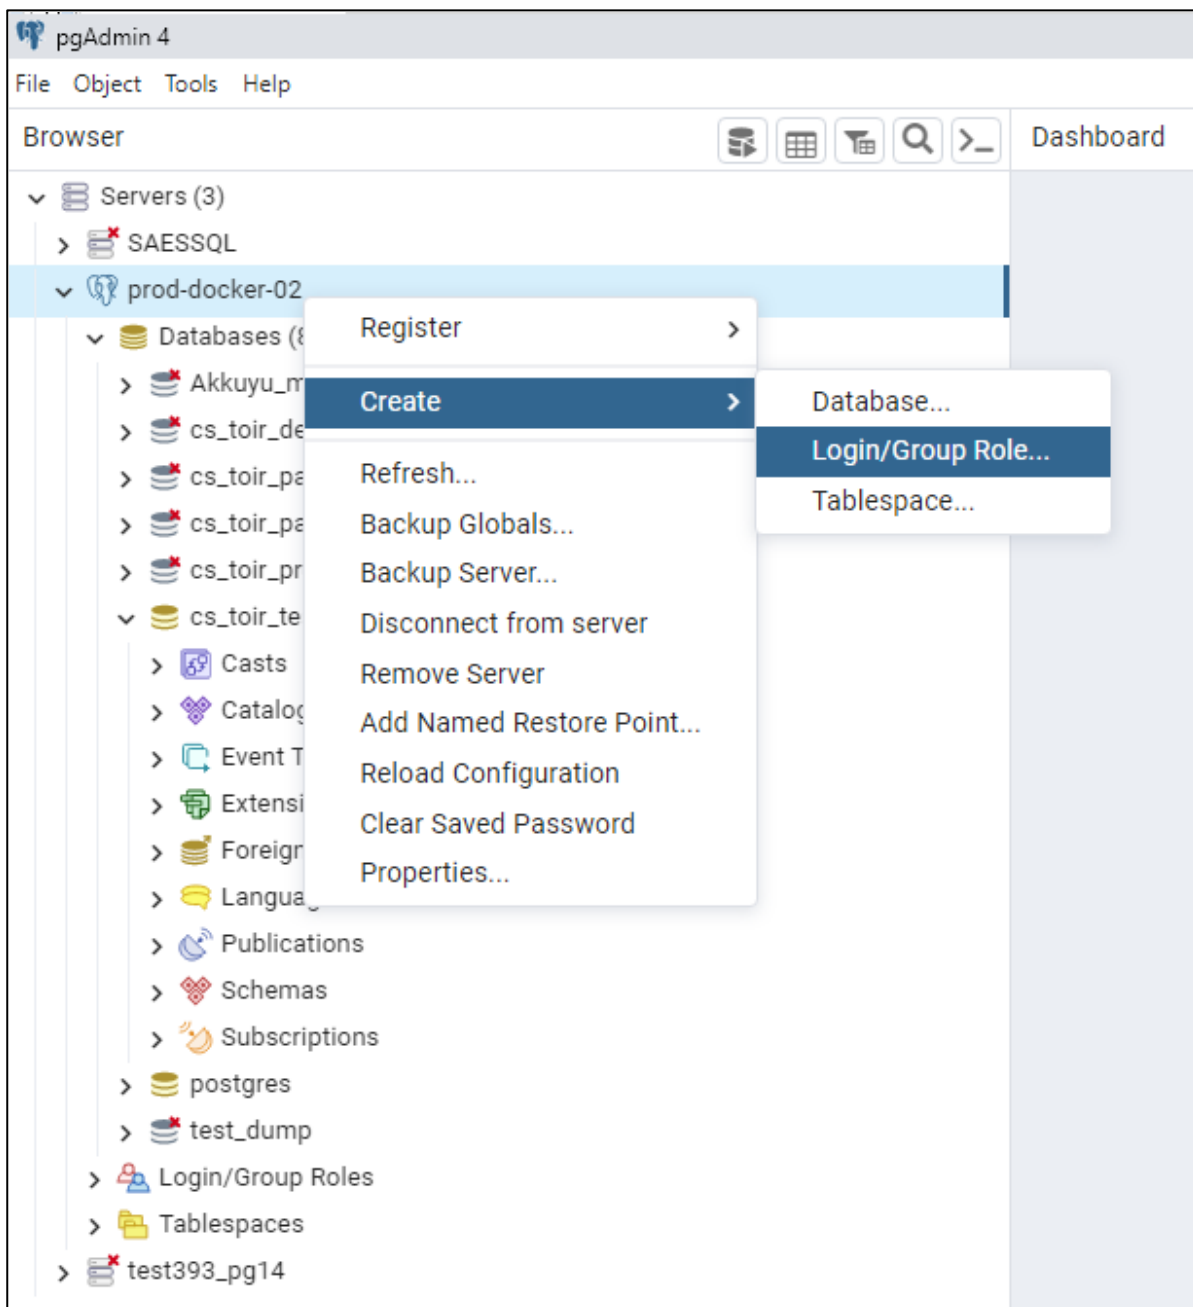 pgAdmin 4
File Object Tools Help
Browser
Dashboard
Servers (3)
SAESSQL
prod-docker-02
Databases (
Akkuyu_m
cs_toir_de
cs_toir_pa
cs_toir_pa
cs_toir_pr
cs_toir_te
Casts
Catalog
Event T
Extensi
Foreign
Langua
Publications
Schemas
Subscriptions
postgres
test_dump
Login/Group Roles
Tablespaces
test393_pg14
Register
Create
Refresh...
Backup Globals...
Backup Server...
Disconnect from server
Remove Server
Add Named Restore Point...
Reload Configuration
Clear Saved Password
Properties...
Database...
Login/Group Role...
Tablespace...